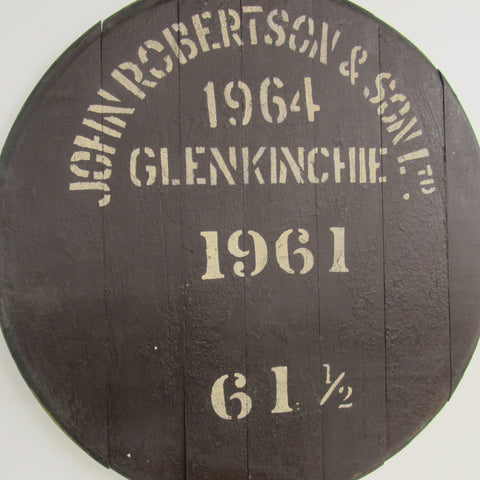 JOHN ROBERTSON & SON LTD.
1964
GLENKINCHIE
1961
61 1/2